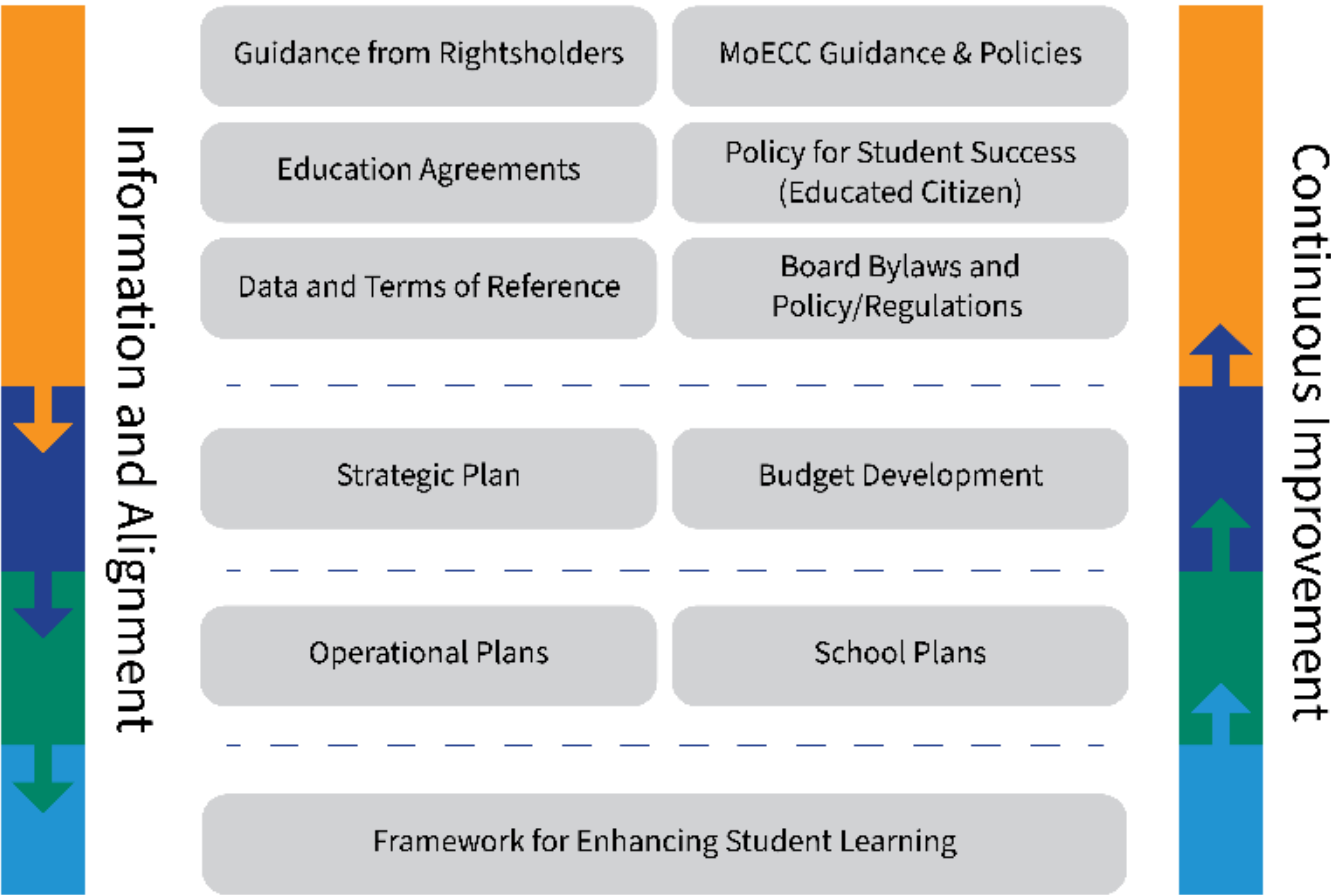 Information and Alignment
Guidance from Rightsholders
MoECC Guidance & Policies
Education Agreements
Policy for Student Success
(Educated Citizen)
Data and Terms of Reference
Board Bylaws and
Policy/Regulations
Strategic Plan
Budget Development
Operational Plans
School Plans
Framework for Enhancing Student Learning
Continuous Improvement